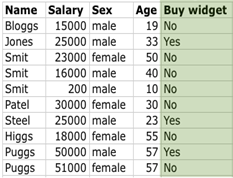 Name Salary Sex Age Buy widget
Bloggs 15000 male 19 No
Jones 25000 male 33 Yes
Smit 23000 female 50 No
Smit 16000 male 40 No
Smit 200 male 10 No
Patel 30000 female 30 No
Steel 25000 male 23 Yes
Higgs 18000 female 55 No
Puggs 50000 male 57 Yes
Puggs 51000 female 57 No